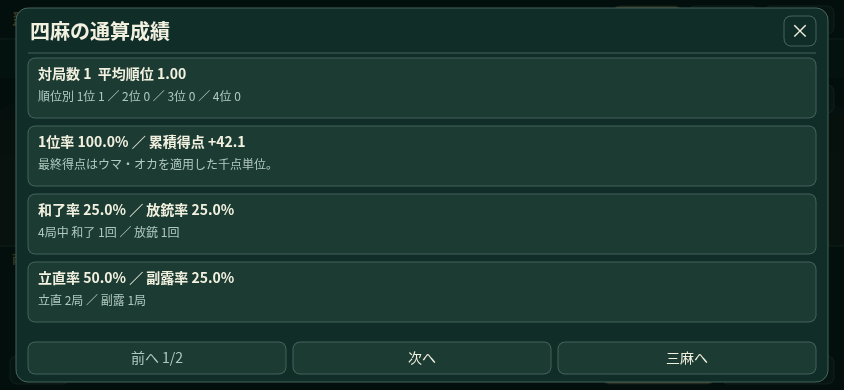 四麻の通算成績
対局数 1 平均順位 1.00
順位別 1位 1 ／ 2位 0 ／ 3位 0 ／ 4位 0
1位率 100.0% ／ 累積得点 +42.1
最終得点はウマ・オカを適用した千点単位。
和了率 25.0% ／ 放銃率 25.0%
4局中 和了 1回 ／ 放銃 1回
立直率 50.0% ／ 副露率 25.0%
立直 2局 ／ 副露 1局
前へ 1/2
次へ
三麻へ